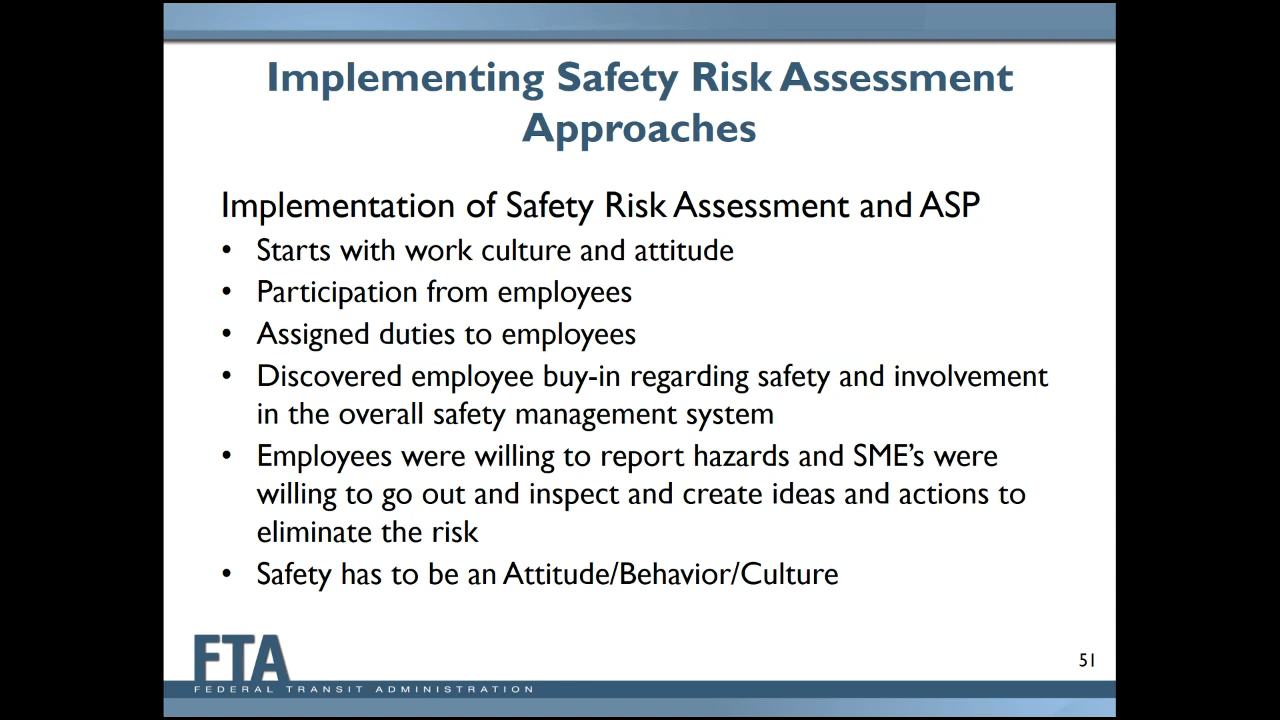 Implementing Safety Risk Assessment
Approaches
Implementation of Safety Risk Assessment and ASP
• Starts with work culture and attitude
• Participation from employees
• Assigned duties to employees
• Discovered employee buy-in regarding safety and involvement
in the overall safety management system
• Employees were willing to report hazards and SME’s were
willing to go out and inspect and create ideas and actions to
eliminate the risk
• Safety has to be an Attitude/Behavior/Culture
FTA
51
FEDERAL TRANSIT ADMINISTRATION